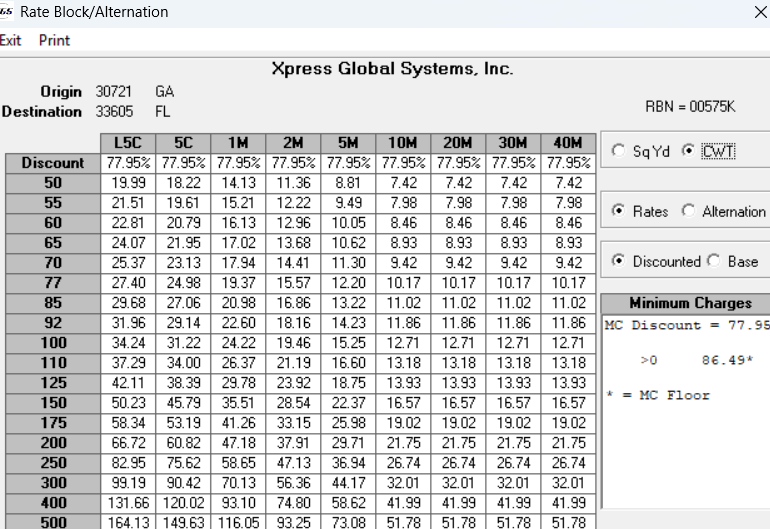 GS Rate Block/Alternation
Exit Print
Xpress Global Systems, Inc.
Origin 30721 GA
Destination 33605 FL
RBN = 00575K
L5C 5C 1M 2M 5M 10M 20M 30M 40M
Discount 77.95% 77.95% 77.95% 77.95% 77.95% 77.95% 77.95% 77.95% 77.95%
50 19.99 18.22 14.13 11.36 8.81 7.42 7.42 7.42 7.42
55 21.51 19.61 15.21 12.22 9.49 7.98 7.98 7.98 7.98
60 22.81 20.79 16.13 12.96 10.05 8.46 8.46 8.46 8.46
65 24.07 21.95 17.02 13.68 10.62 8.93 8.93 8.93 8.93
70 25.37 23.13 17.94 14.41 11.30 9.42 9.42 9.42 9.42
77 27.40 24.98 19.37 15.57 12.20 10.17 10.17 10.17 10.17
85 29.68 27.06 20.98 16.86 13.22 11.02 11.02 11.02 11.02
92 31.96 29.14 22.60 18.16 14.23 11.86 11.86 11.86 11.86
100 34.24 31.22 24.22 19.46 15.25 12.71 12.71 12.71 12.71
110 37.29 34.00 26.37 21.19 16.60 13.18 13.18 13.18 13.18
125 42.11 38.39 29.78 23.92 18.75 13.93 13.93 13.93 13.93
150 50.23 45.79 35.51 28.54 22.37 16.57 16.57 16.57 16.57
175 58.34 53.19 41.26 33.15 25.98 19.02 19.02 19.02 19.02
200 66.72 60.82 47.18 37.91 29.71 21.75 21.75 21.75 21.75
250 82.95 75.62 58.65 47.13 36.94 26.74 26.74 26.74 26.74
300 99.19 90.42 70.13 56.36 44.17 32.01 32.01 32.01 32.01
400 131.66 120.02 93.10 74.80 58.62 41.99 41.99 41.99 41.99
500 164.13 149.63 116.05 93.25 73.08 51.78 51.78 51.78 51.78
SqYd CWT
Rates Alternation
Discounted Base
Minimum Charges
MC Discount = 77.95
>0 86.49*
* = MC Floor